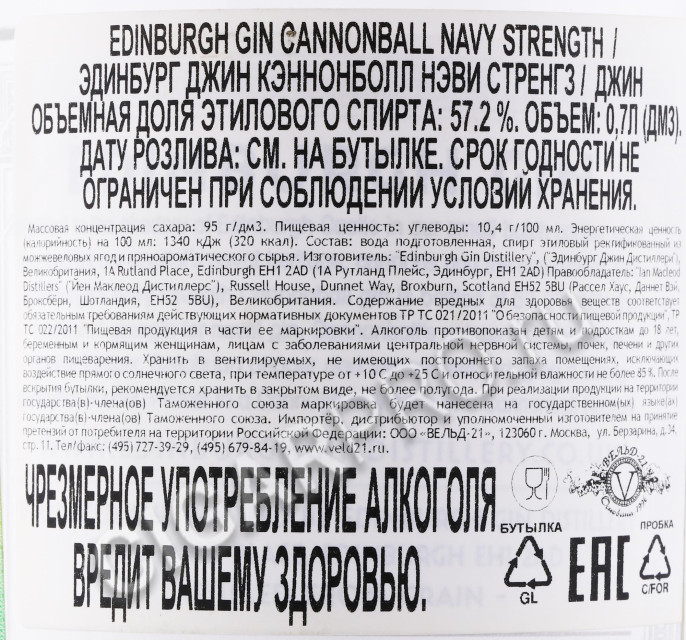 EDINBURGH GIN CANNONBALL NAVY STRENGTH /
ЭДИНБУРГ ДЖИН КЭННОНБОЛЛ НЭВИ СТРЕНГЗ / ДЖИН
ОБЪЕМНАЯ ДОЛЯ ЭТИЛОВОГО СПИРТА: 57.2 %. ОБЪЕМ: 0,7Л (ДМ3).
ДАТУ РОЗЛИВА: СМ. НА БУТЫЛКЕ. СРОК ГОДНОСТИ НЕ
ОГРАНИЧЕН ПРИ СОБЛЮДЕНИИ УСЛОВИЙ ХРАНЕНИЯ.
Массовая концентрация сахара: 95 г/дм3. Пищевая ценность: углеводы: 10,4 г/100 мл. Энергетическая ценность
(калорийность) на 100 мл: 1340 кДж (320 ккал). Состав: вода подготовленная, спирт этиловый ректификованный из
можжевеловых ягод и пряноароматического сырья. Изготовитель: "Edinburgh Gin Distillery", ("Эдинбург Джин Дистиллери"),
Великобритания, 1A Rutland Place, Edinburgh EH1 2AD (1А Рутланд Плейс, Эдинбург, EH1 2AD) Правообладатель: "Ian Macleod
Distillers" ("Йен Маклеод Дистиллерс"), Russell House, Dunnet Way, Broxburn, Scotland EH52 5BU (Рассел Хаус, Даннет Вэй,
Броксбёрн, Шотландия, EH52 5BU), Великобритания. Содержание вредных для здоровья веществ соответствует
обязательным требованиям действующих нормативных документов ТР ТС 021/2011 "О безопасности пищевой продукции", ТР
ТС 022/2011 "Пищевая продукция в части ее маркировки". Алкоголь противопоказан детям и подросткам до 18 лет,
беременным и кормящим женщинам, лицам с заболеваниями центральной нервной системы, почек, печени и других
органов пищеварения. Хранить в вентилируемых, не имеющих постороннего запаха помещениях, исключающих
воздействие прямого солнечного света, при температуре от +10 С до +25 С и относительной влажности не более 85 %. После
вскрытия бутылки, рекомендуется хранить в закрытом виде, не более полугода. При реализации продукции на территории
государства(в)-члена(ов) Таможенного союза маркировка будет нанесена на государственном(ых) языке(ах)
государства(в)-члена(ов) Таможенного союза. Импортёр, дистрибьютор и уполномоченный изготовителем на принятие
претензий от потребителя на территории Российской Федерации: ООО «ВЕЛЬД-21», 123060 г. Москва, ул. Берзарина, д.34,
стр. 11. Тел/факс: (495) 727-39-29, (495) 679-84-19, www.veld21.ru.
ЧРЕЗМЕРНОЕ УПОТРЕБЛЕНИЕ АЛКОГОЛЯ
ВРЕДИТ ВАШЕМУ ЗДОРОВЬЮ.
ВЕЛЬД
V
БУТЫЛКА
GL
EAC
ПРОБКА
C/FOR